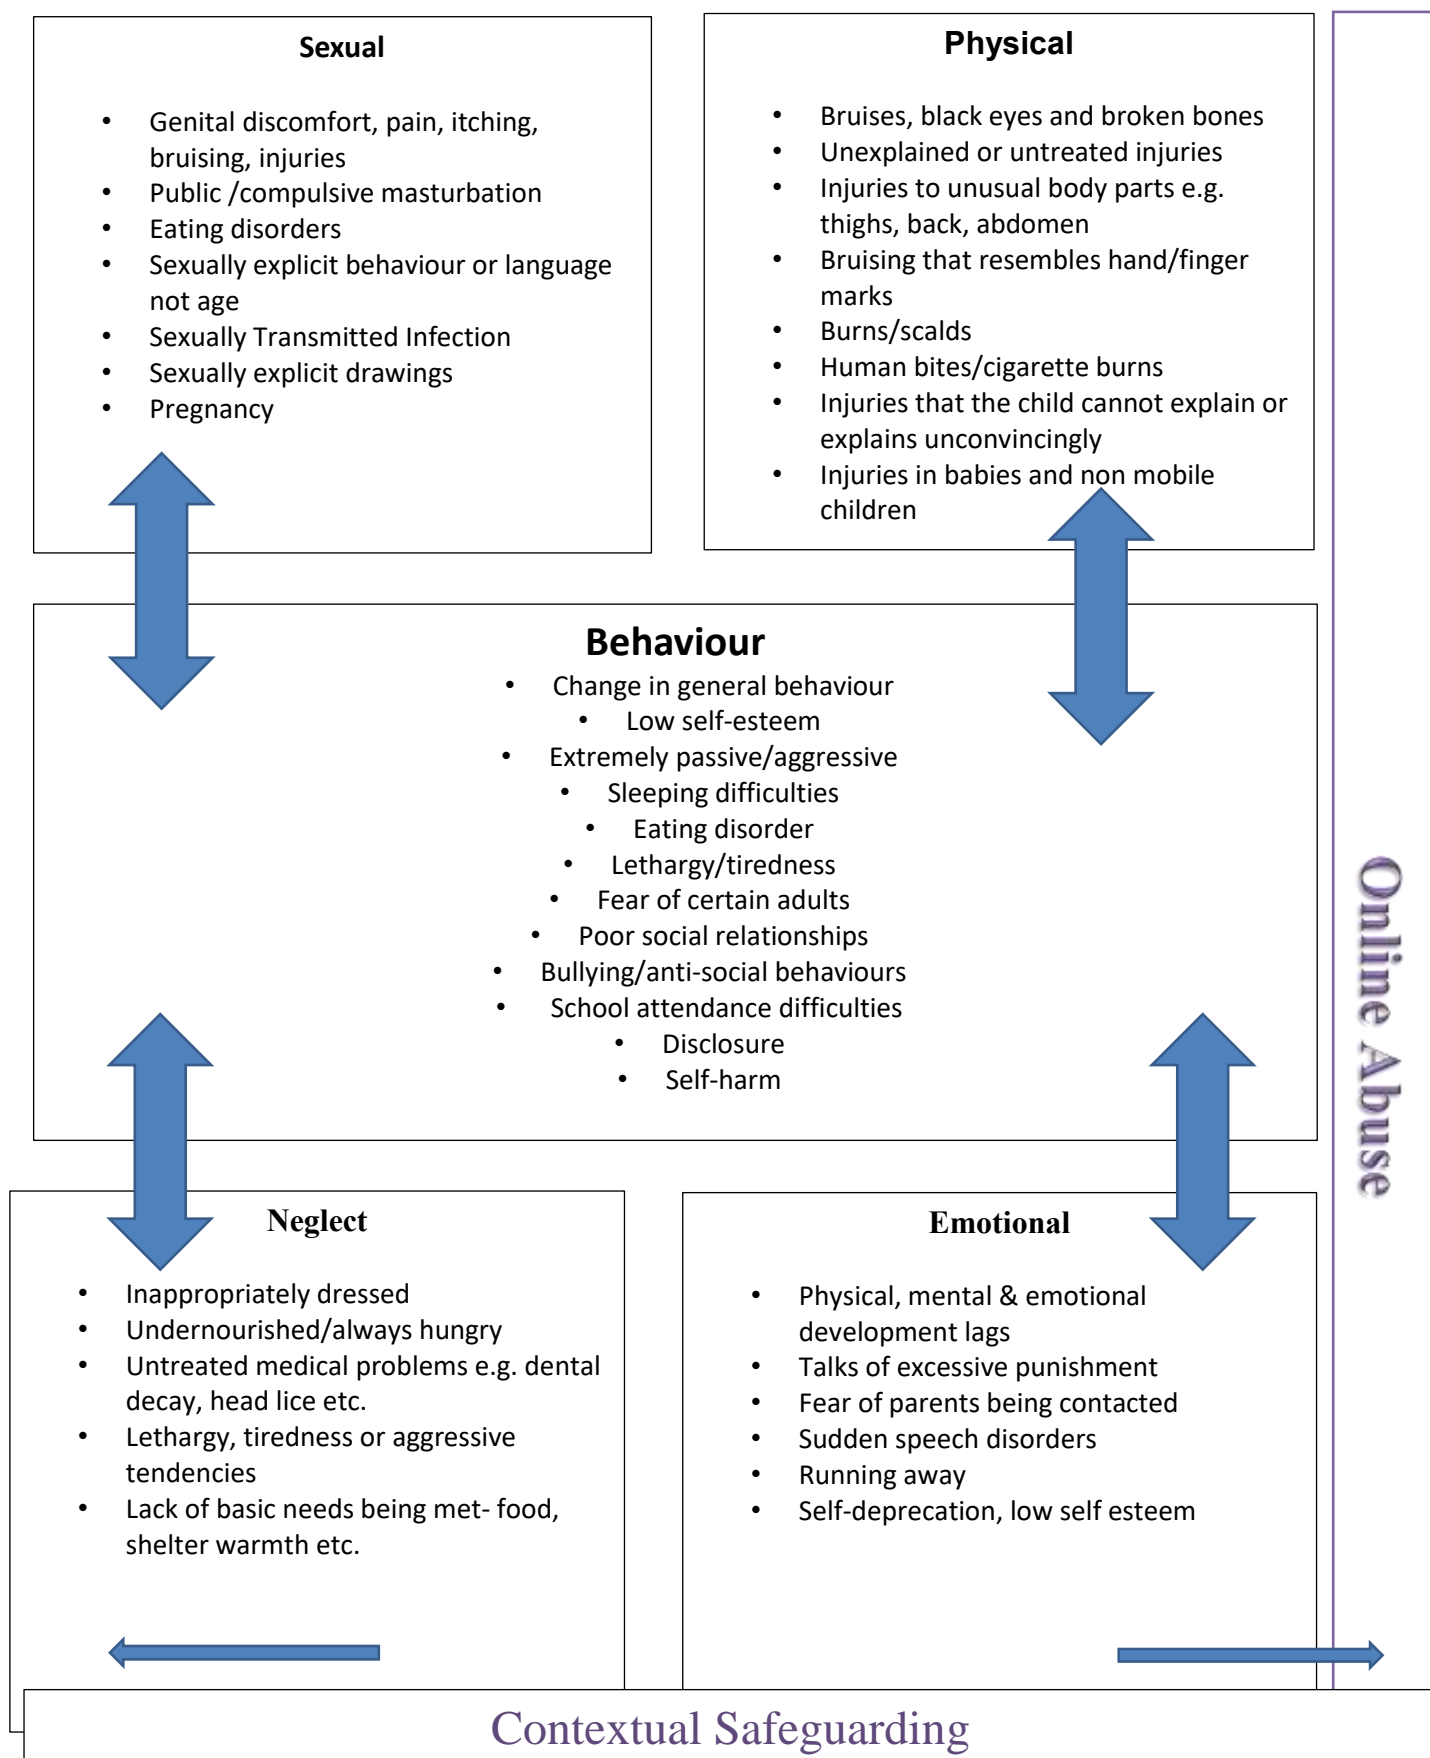 Sexual
• Genital discomfort, pain, itching,
bruising, injuries
• Public /compulsive masturbation
• Eating disorders
• Sexually explicit behaviour or language
not age
• Sexually Transmitted Infection
• Sexually explicit drawings
• Pregnancy
Physical
• Bruises, black eyes and broken bones
• Unexplained or untreated injuries
• Injuries to unusual body parts e.g.
thighs, back, abdomen
• Bruising that resembles hand/finger
marks
• Burns/scalds
• Human bites/cigarette burns
• Injuries that the child cannot explain or
explains unconvincingly
• Injuries in babies and non mobile
children
Behaviour
• Change in general behaviour
• Low self-esteem
• Extremely passive/aggressive
• Sleeping difficulties
• Eating disorder
• Lethargy/tiredness
• Fear of certain adults
• Poor social relationships
• Bullying/anti-social behaviours
• School attendance difficulties
• Disclosure
• Self-harm
Neglect
• Inappropriately dressed
• Undernourished/always hungry
• Untreated medical problems e.g. dental
decay, head lice etc.
• Lethargy, tiredness or aggressive
tendencies
• Lack of basic needs being met- food,
shelter warmth etc.
Emotional
• Physical, mental & emotional
development lags
• Talks of excessive punishment
• Fear of parents being contacted
• Sudden speech disorders
• Running away
• Self-deprecation, low self esteem
Online Abuse
Contextual Safeguarding